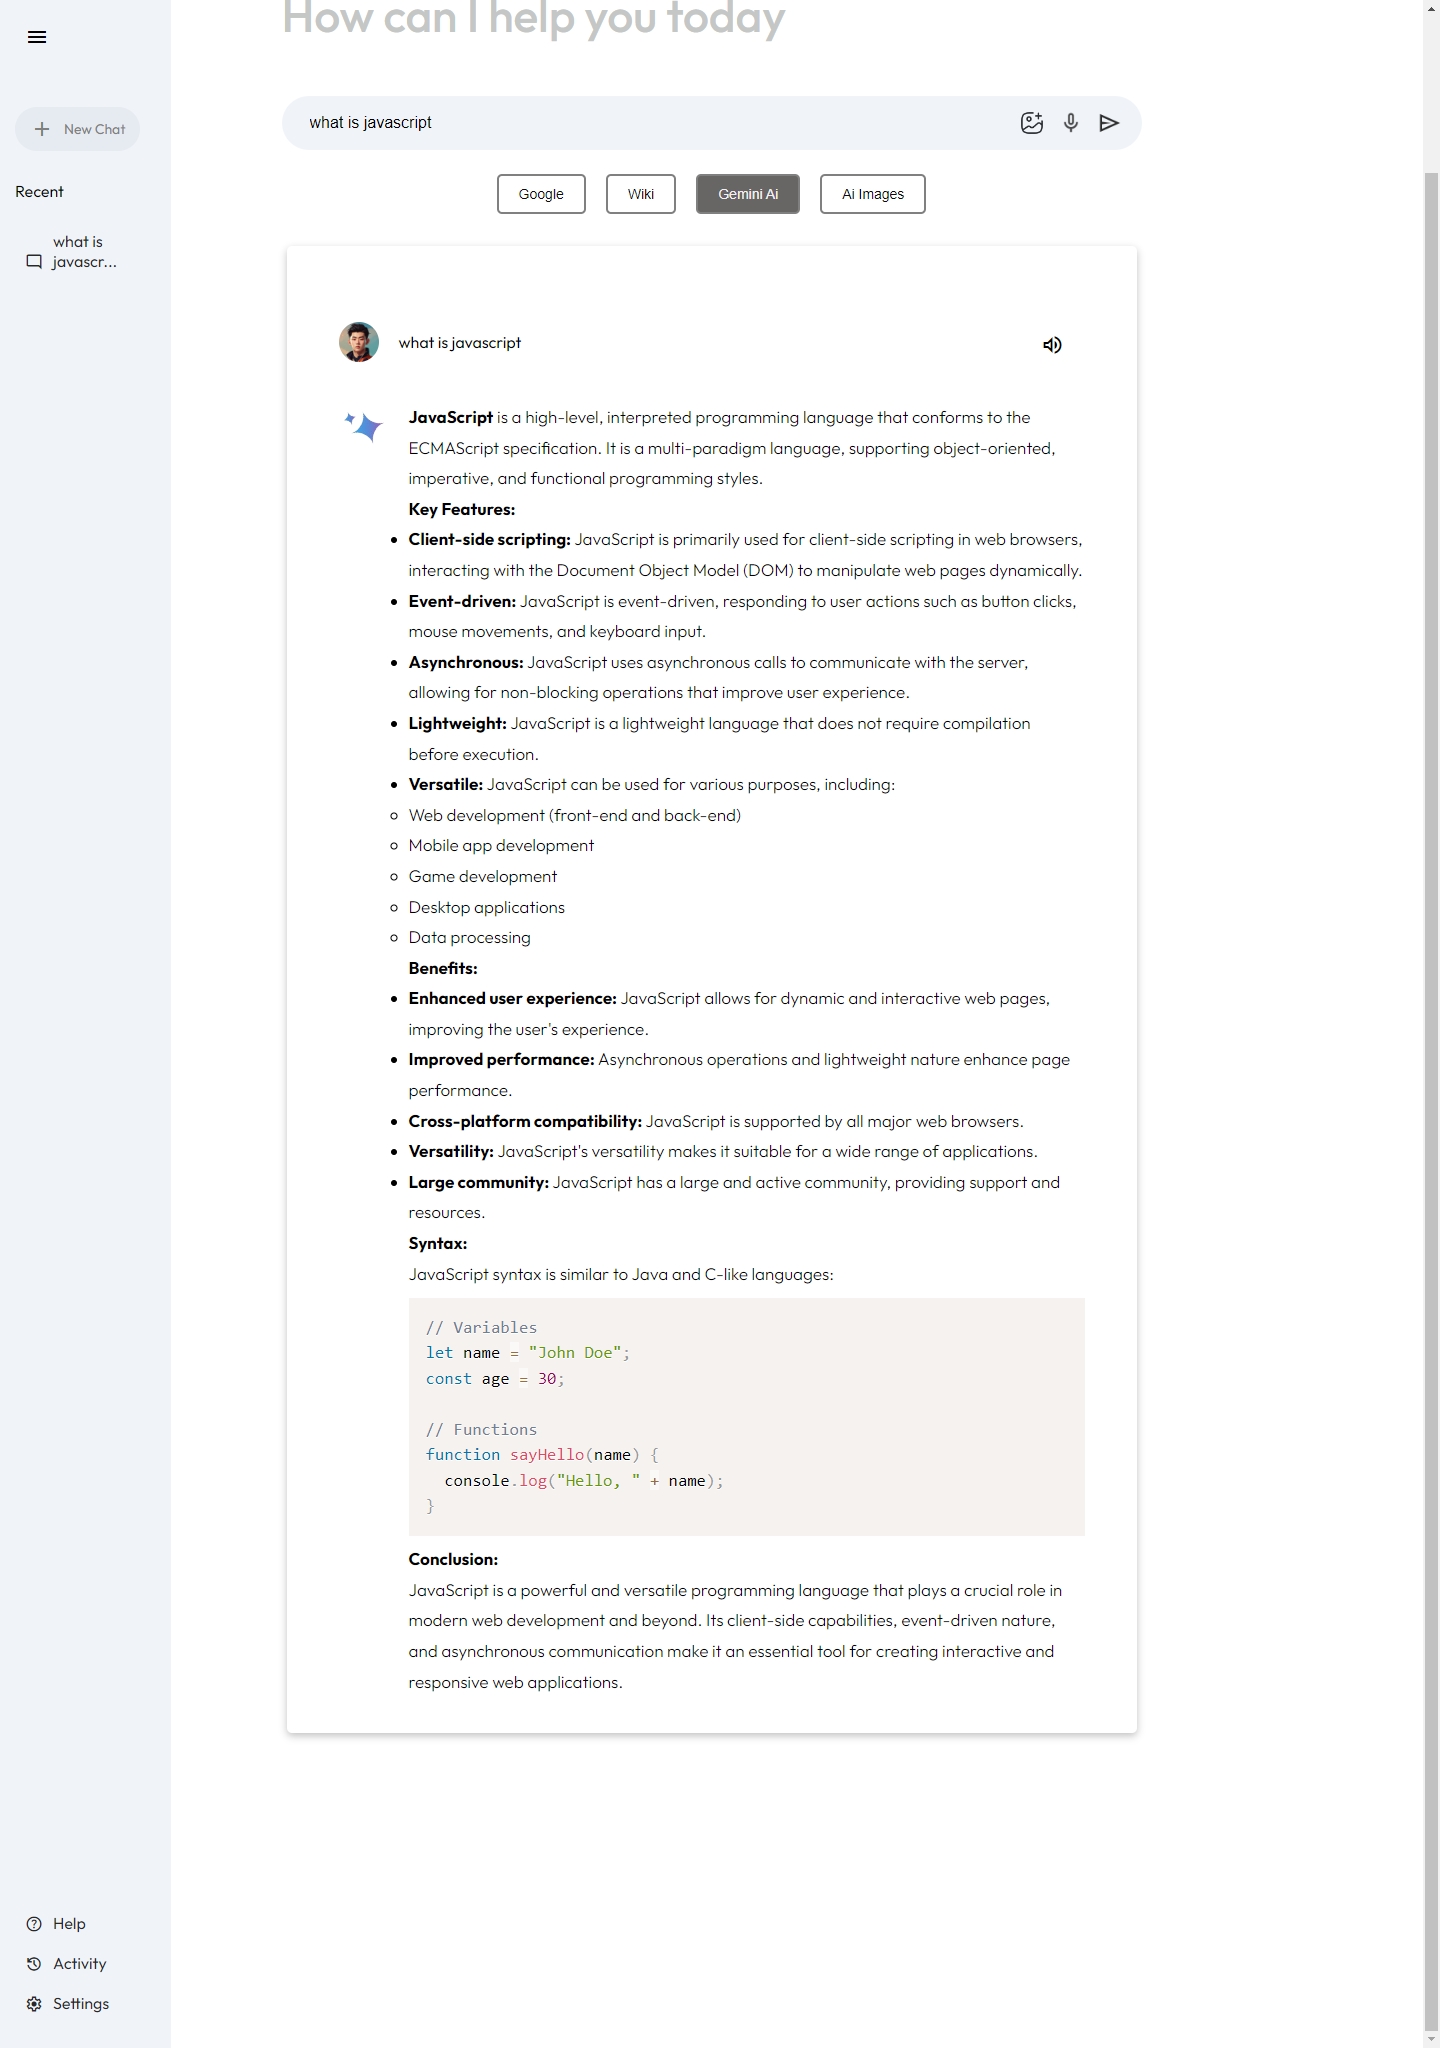 How can I help you today
New Chat
Recent
what is
javascr...
what is javascript
Google
Wiki
Gemini Ai
Ai Images
what is javascript
JavaScript is a high-level, interpreted programming language that conforms to the
ECMAScript specification. It is a multi-paradigm language, supporting object-oriented,
imperative, and functional programming styles.
Key Features:
Client-side scripting: JavaScript is primarily used for client-side scripting in web browsers,
interacting with the Document Object Model (DOM) to manipulate web pages dynamically.
Event-driven: JavaScript is event-driven, responding to user actions such as button clicks,
mouse movements, and keyboard input.
Asynchronous: JavaScript uses asynchronous calls to communicate with the server,
allowing for non-blocking operations that improve user experience.
Lightweight: JavaScript is a lightweight language that does not require compilation
before execution.
Versatile: JavaScript can be used for various purposes, including:
Web development (front-end and back-end)
Mobile app development
Game development
Desktop applications
Data processing
Benefits:
Enhanced user experience: JavaScript allows for dynamic and interactive web pages,
improving the user's experience.
Improved performance: Asynchronous operations and lightweight nature enhance page
performance.
Cross-platform compatibility: JavaScript is supported by all major web browsers.
Versatility: JavaScript's versatility makes it suitable for a wide range of applications.
Large community: JavaScript has a large and active community, providing support and
resources.
Syntax:
JavaScript syntax is similar to Java and C-like languages:
// Variables
let name = "John Doe";
const age = 30;
// Functions
function sayHello(name) {
  console.log("Hello, " + name);
}
Conclusion:
JavaScript is a powerful and versatile programming language that plays a crucial role in
modern web development and beyond. Its client-side capabilities, event-driven nature,
and asynchronous communication make it an essential tool for creating interactive and
responsive web applications.
Help
Activity
Settings